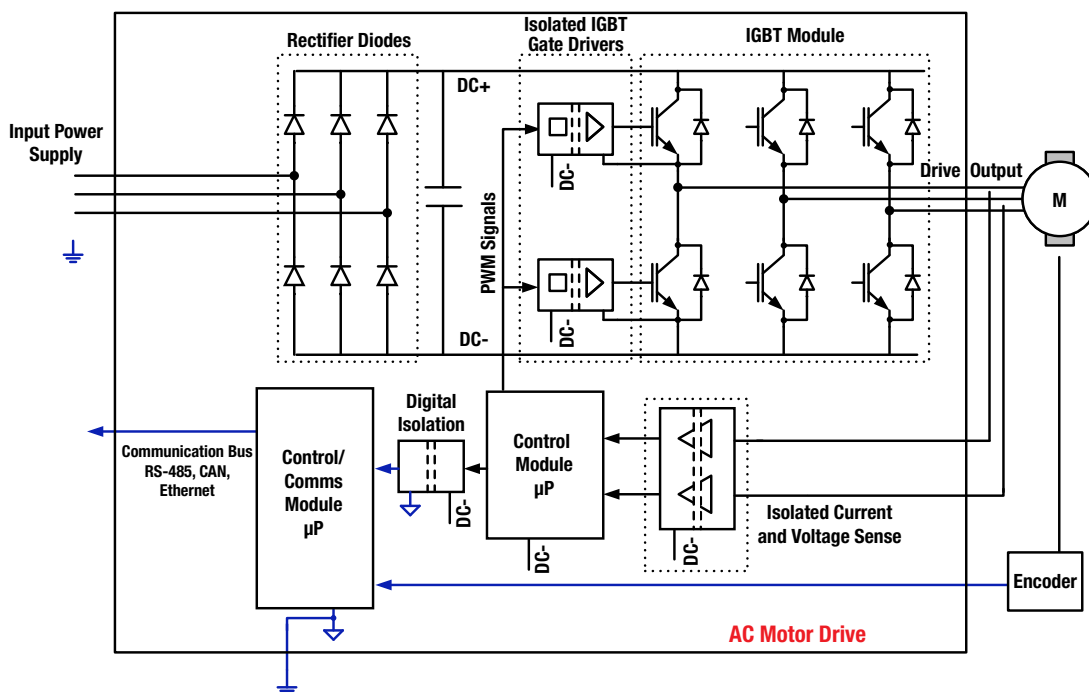 Rectifier Diodes
Isolated IGBT
Gate Drivers
IGBT Module
DC+
Input Power
Supply
DC-
PWM Signals
DC-
Drive Output
M
DC-
Digital
Isolation
Communication Bus
RS-485, CAN,
Ethernet
Control/
Comms
Module
µP
Control
Module
µP
DC-
DC-
DC-
Isolated Current
and Voltage Sense
Encoder
AC Motor Drive